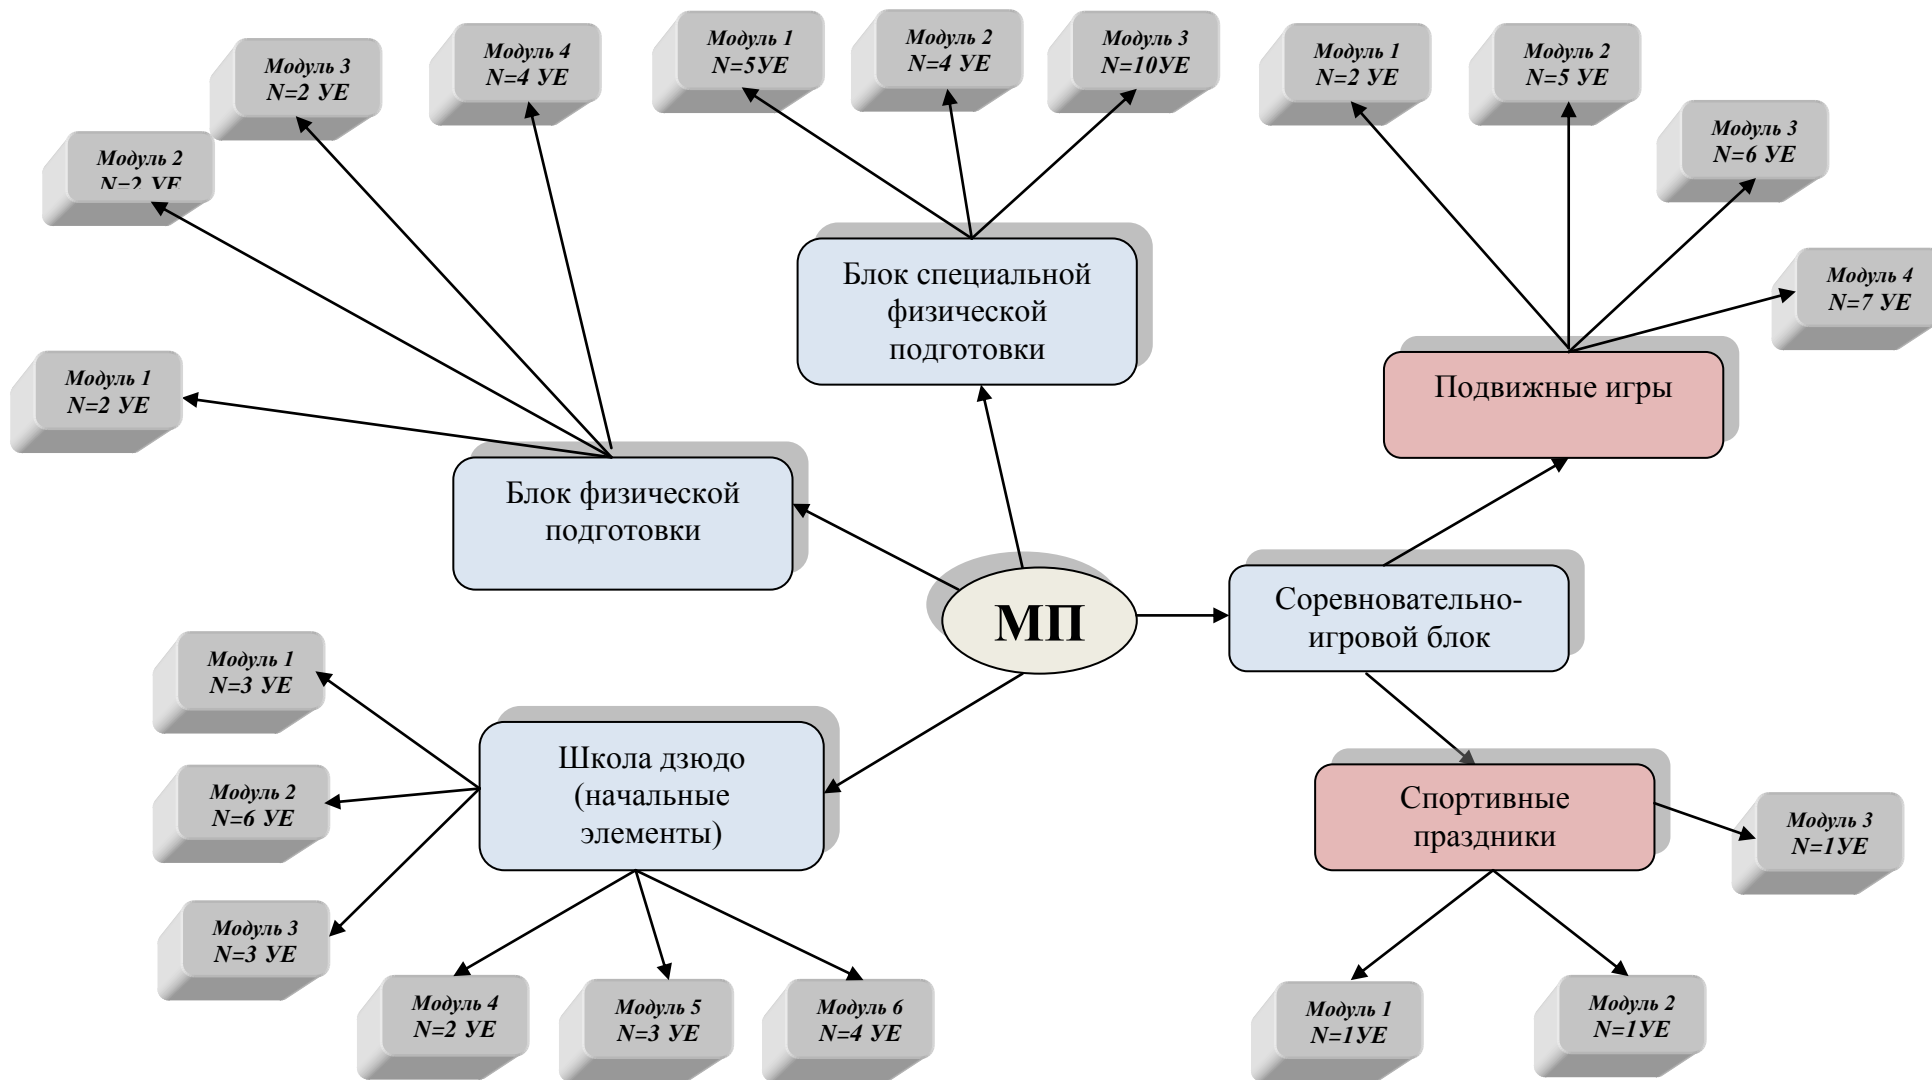 Модуль 1
N=5УЕ
Модуль 2
N=4 УЕ
Модуль 3
N=10УЕ
Модуль 1
N=2 УЕ
Модуль 2
N=5 УЕ
Модуль 3
N=2 УЕ
Модуль 4
N=4 УЕ
Модуль 3
N=6 УЕ
Модуль 2
N=2 УЕ
Модуль 4
N=7 УЕ
Блок специальной
физической
подготовки
Модуль 1
N=2 УЕ
Подвижные игры
Блок физической
подготовки
МП
Соревновательно-
игровой блок
Модуль 1
N=3 УЕ
Школа дзюдо
(начальные
элементы)
Модуль 2
N=6 УЕ
Спортивные
праздники
Модуль 3
N=1УЕ
Модуль 3
N=3 УЕ
Модуль 4
N=2 УЕ
Модуль 5
N=3 УЕ
Модуль 6
N=4 УЕ
Модуль 1
N=1УЕ
Модуль 2
N=1УЕ